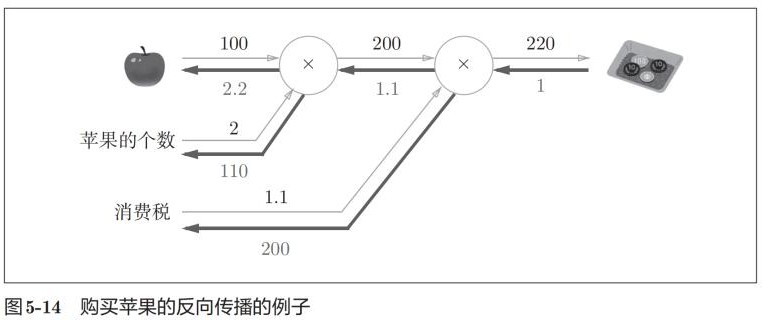 100 200 220
× ×
2.2 1.1 1
苹果的个数 2
110
消费税 1.1
200
图5-14 购买苹果的反向传播的例子